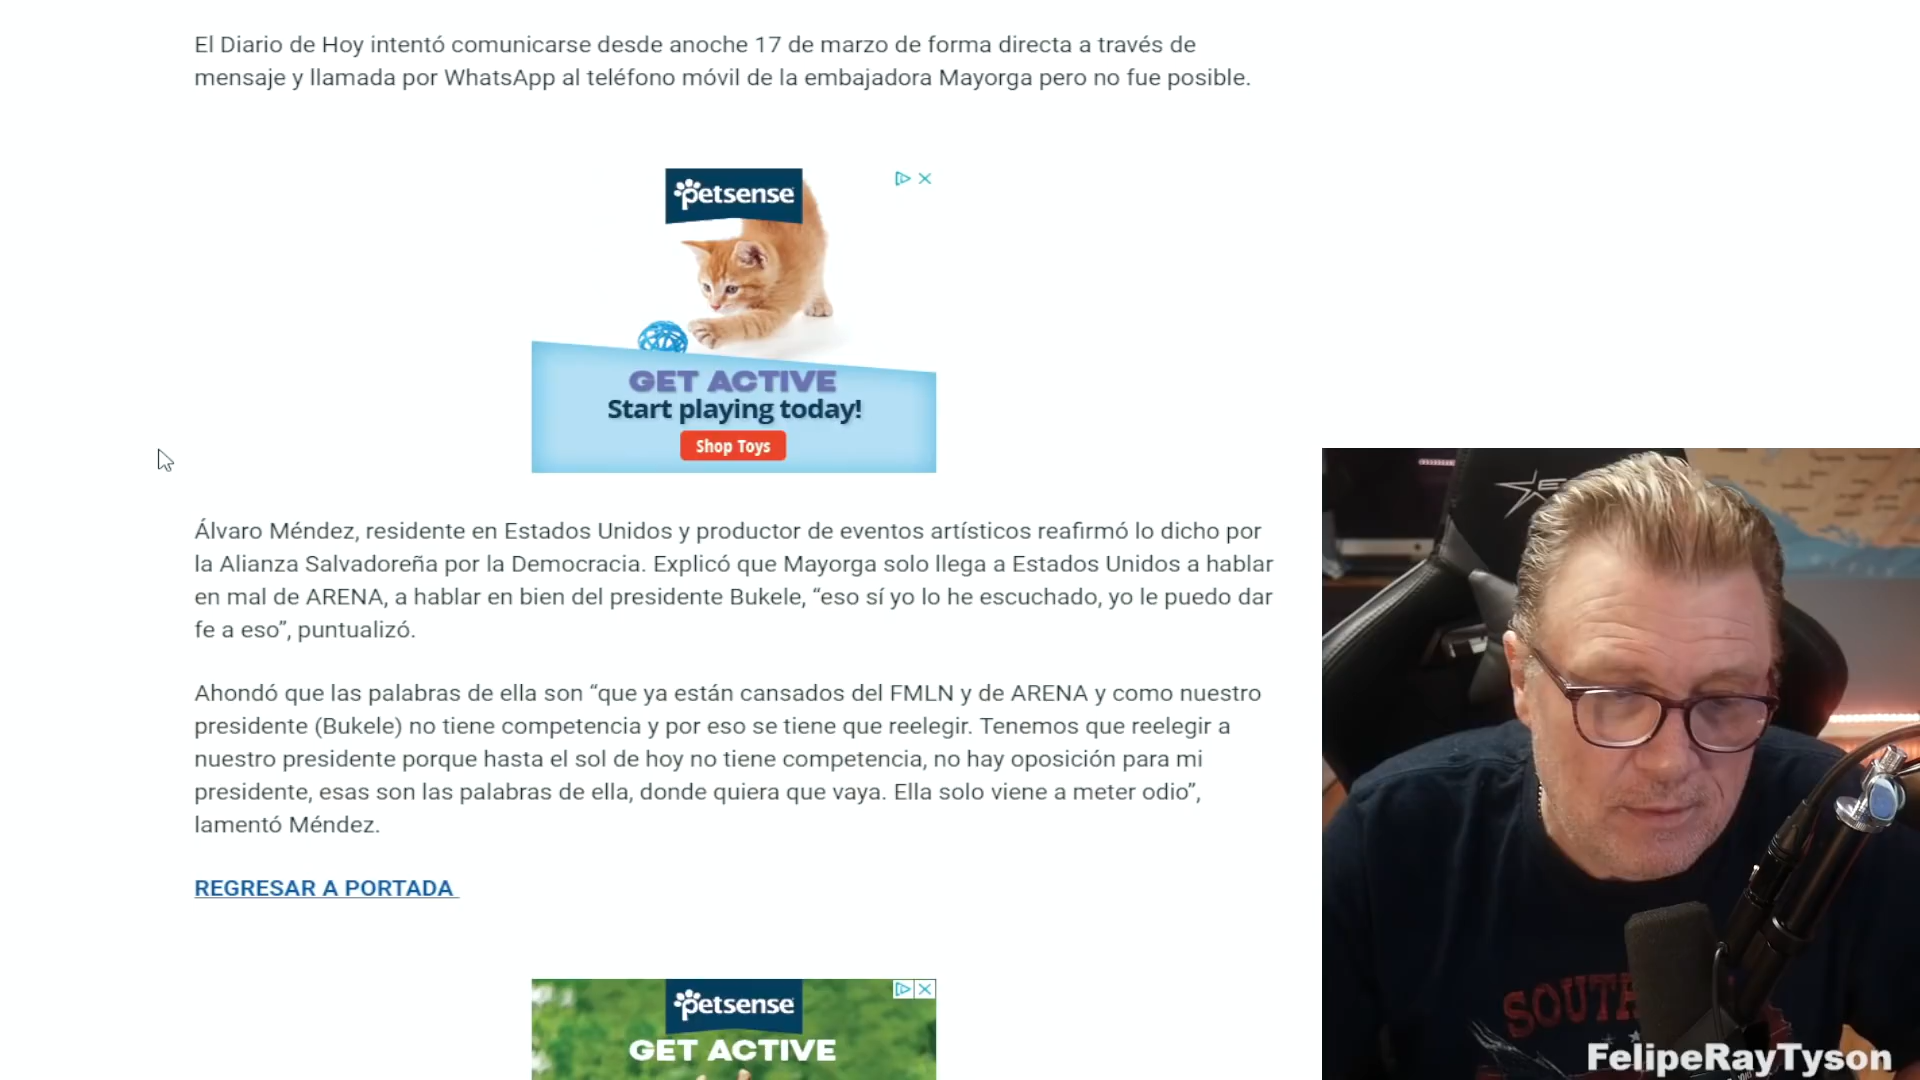 El Diario de Hoy intentó comunicarse desde anoche 17 de marzo de forma directa a través de
mensaje y llamada por WhatsApp al teléfono móvil de la embajadora Mayorga pero no fue posible.
petsense
GET ACTIVE
Start playing today!
Shop Toys
Álvaro Méndez, residente en Estados Unidos y productor de eventos artísticos reafirmó lo dicho por
la Alianza Salvadoreña por la Democracia. Explicó que Mayorga solo llega a Estados Unidos a hablar
en mal de ARENA, a hablar en bien del presidente Bukele, “eso sí yo lo he escuchado, yo le puedo dar
fe a eso”, puntualizó.
Ahondó que las palabras de ella son “que ya están cansados del FMLN y de ARENA y como nuestro
presidente (Bukele) no tiene competencia y por eso se tiene que reelegir. Tenemos que reelegir a
nuestro presidente porque hasta el sol de hoy no tiene competencia, no hay oposición para mi
presidente, esas son las palabras de ella, donde quiera que vaya. Ella solo viene a meter odio”,
lamentó Méndez.
REGRESAR A PORTADA
petsense
GET ACTIVE
FelipeRayTyson